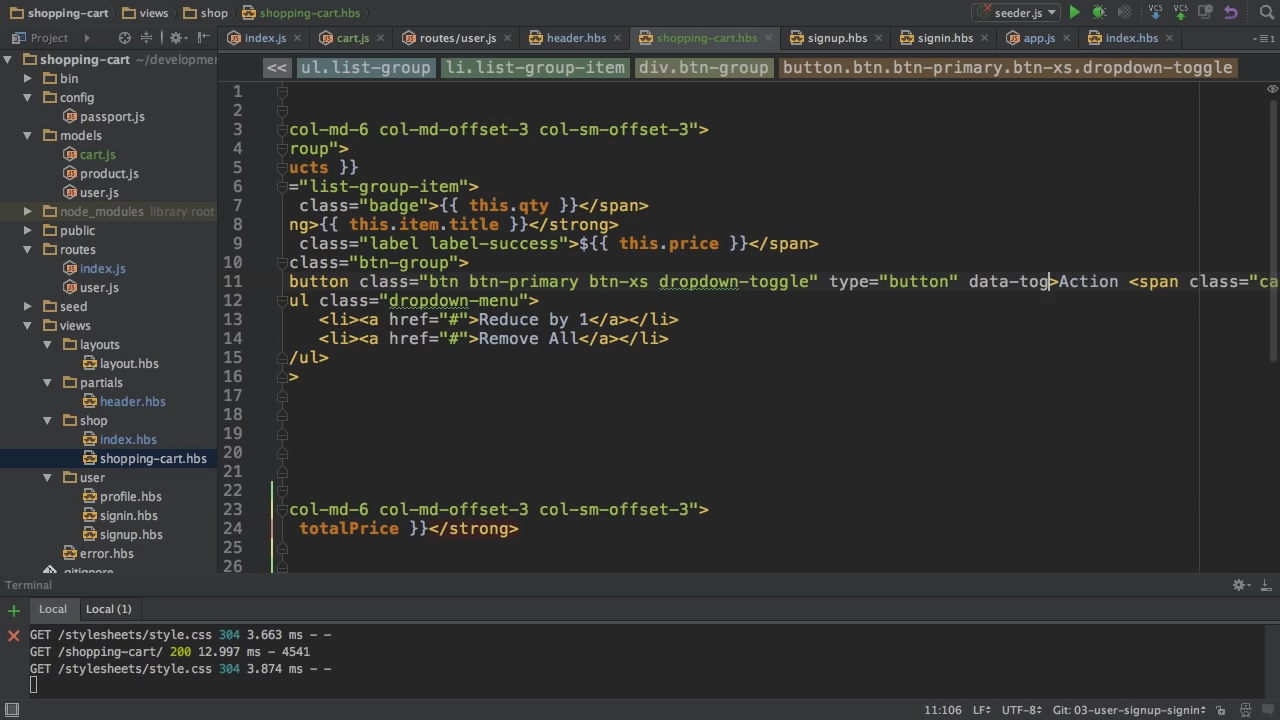 shopping-cart views shop shopping-cart.hbs seeder.js VCS VCS
Project index.js cart.js routes/user.js header.hbs shopping-cart.hbs signup.hbs signin.hbs app.js index.hbs
<< ul.list-group li.list-group-item div.btn-group button.btn.btn-primary.btn-xs.dropdown-toggle
shopping-cart ~/developmen
bin
config
passport.js
models
cart.js
product.js
user.js
node_modules library root
public
routes
index.js
user.js
seed
views
layouts
layout.hbs
partials
header.hbs
shop
index.hbs
shopping-cart.hbs
user
profile.hbs
signin.hbs
signup.hbs
error.hbs
.gitignore
1
2
3 col-md-6 col-md-offset-3 col-sm-offset-3">
4 roup">
5 ucts }}
6 ="list-group-item">
7 class="badge">{{ this.qty }}</span>
8 ng>{{ this.item.title }}</strong>
9 class="label label-success">${{ this.price }}</span>
10 class="btn-group">
11 button class="btn btn-primary btn-xs dropdown-toggle" type="button" data-tog>Action <span class="ca
12 ul class="dropdown-menu">
13 <li><a href="#">Reduce by 1</a></li>
14 <li><a href="#">Remove All</a></li>
15 /ul>
16 >
17
18
19
20
21
22
23 col-md-6 col-md-offset-3 col-sm-offset-3">
24 totalPrice }}</strong>
25
26
Terminal
Local Local (1)
GET /stylesheets/style.css 304 3.663 ms - -
GET /shopping-cart/ 200 12.997 ms - 4541
GET /stylesheets/style.css 304 3.874 ms - -
11:106 LF UTF-8 Git: 03-user-signup-signin